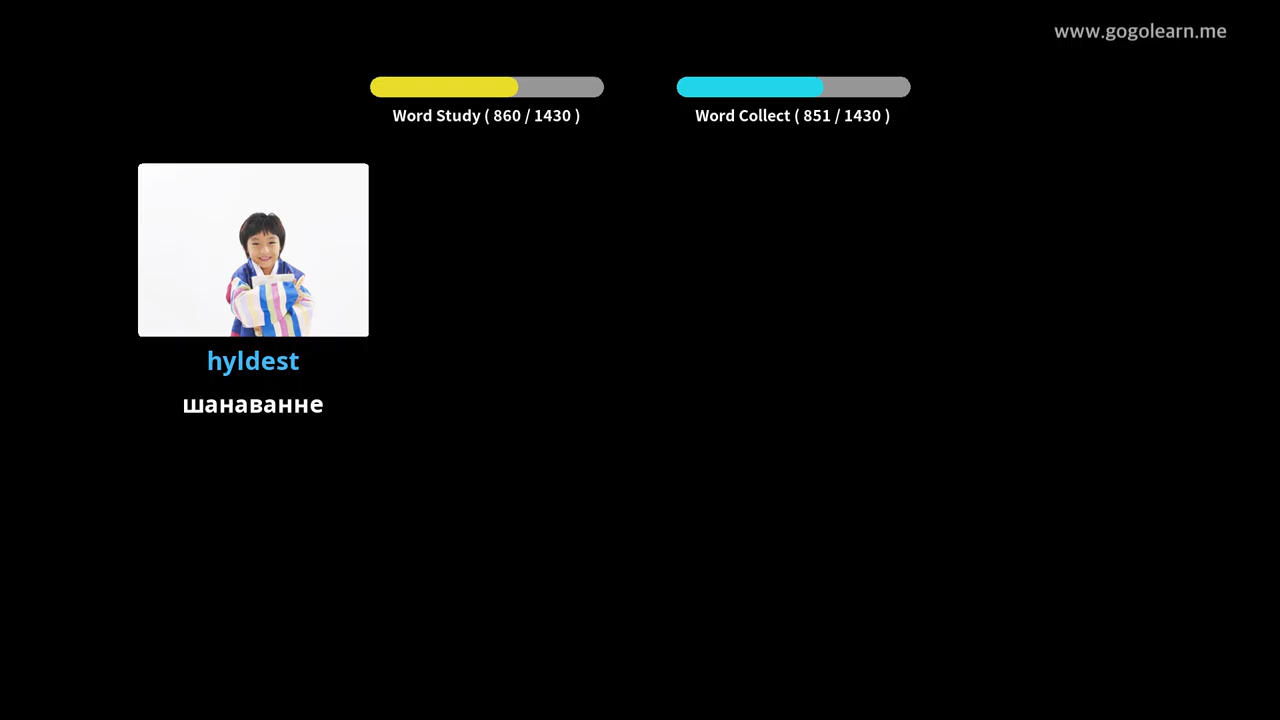 www.gogolearn.me
Word Study ( 860 / 1430 )
Word Collect ( 851 / 1430 )
hyldest
шанаванне